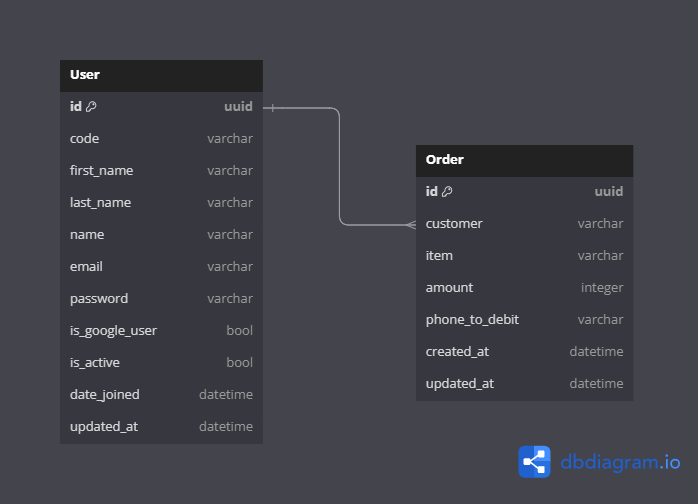 User
id uuid
code varchar
first_name varchar
last_name varchar
name varchar
email varchar
password varchar
is_google_user bool
is_active bool
date_joined datetime
updated_at datetime
Order
id uuid
customer varchar
item varchar
amount integer
phone_to_debit varchar
created_at datetime
updated_at datetime
dbdiagram.io